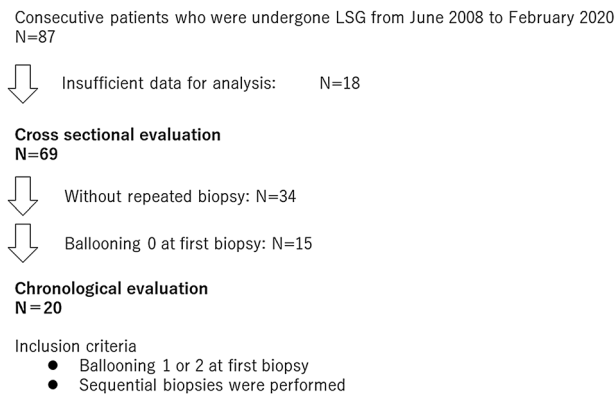 Consecutive patients who were undergone LSG from June 2008 to February 2020
N=87
Insufficient data for analysis: N=18
Cross sectional evaluation
N=69
Without repeated biopsy: N=34
Ballooning 0 at first biopsy: N=15
Chronological evaluation
N=20
Inclusion criteria
● Ballooning 1 or 2 at first biopsy
● Sequential biopsies were performed